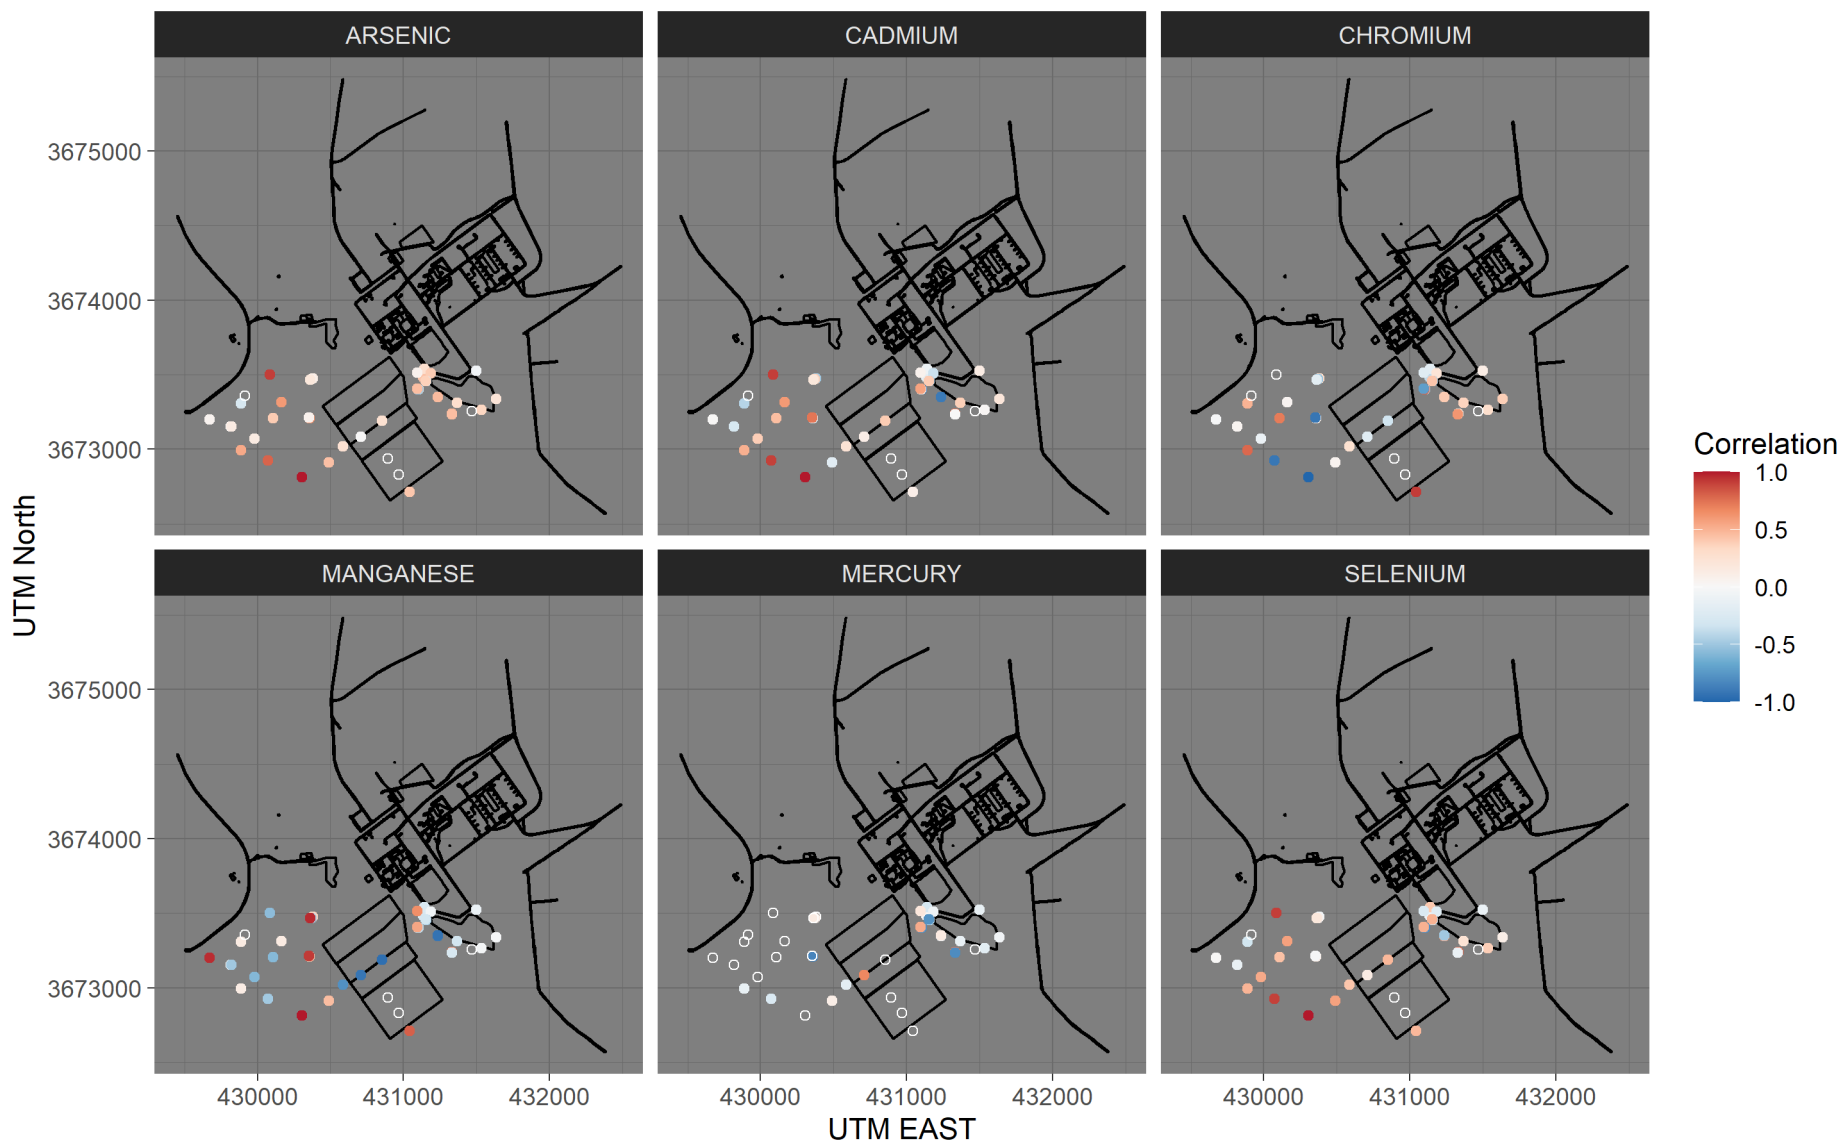 ARSENIC CADMIUM CHROMIUM
3675000
3674000
3673000
MANGANESE MERCURY SELENIUM
3675000
3674000
3673000
430000 431000 432000 430000 431000 432000 430000 431000 432000
UTM EAST
UTM North
Correlation
1.0
0.5
0.0
-0.5
-1.0